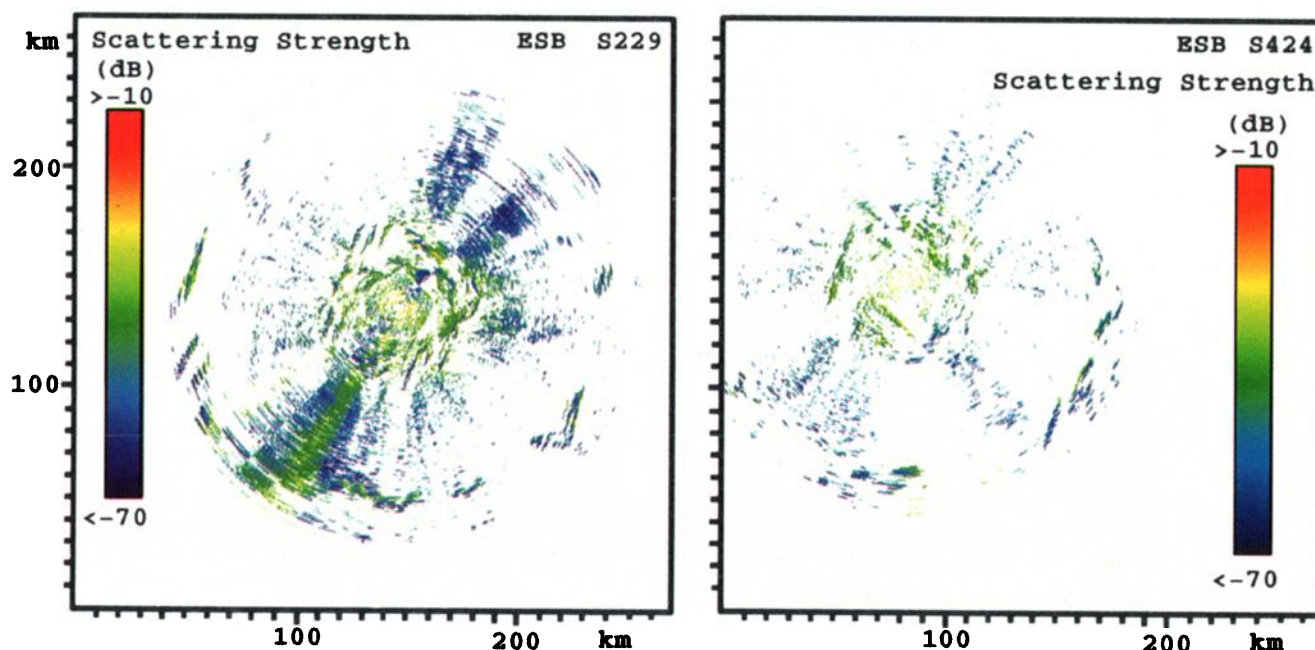 km
Scattering Strength ESB S229
(dB)
>-10
200
100
<-70
100 200 km
ESB S424
Scattering Strength
(dB)
>-10
<-70
100 200 km